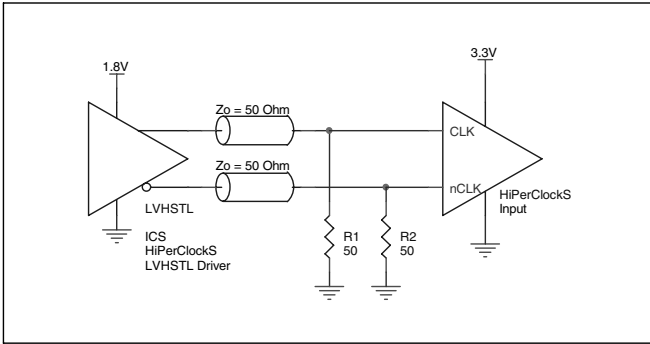 1.8V
3.3V
Zo = 50 Ohm
CLK
Zo = 50 Ohm
nCLK
HiPerClockS
Input
LVHSTL
ICS
HiPerClockS
LVHSTL Driver
R1
50
R2
50